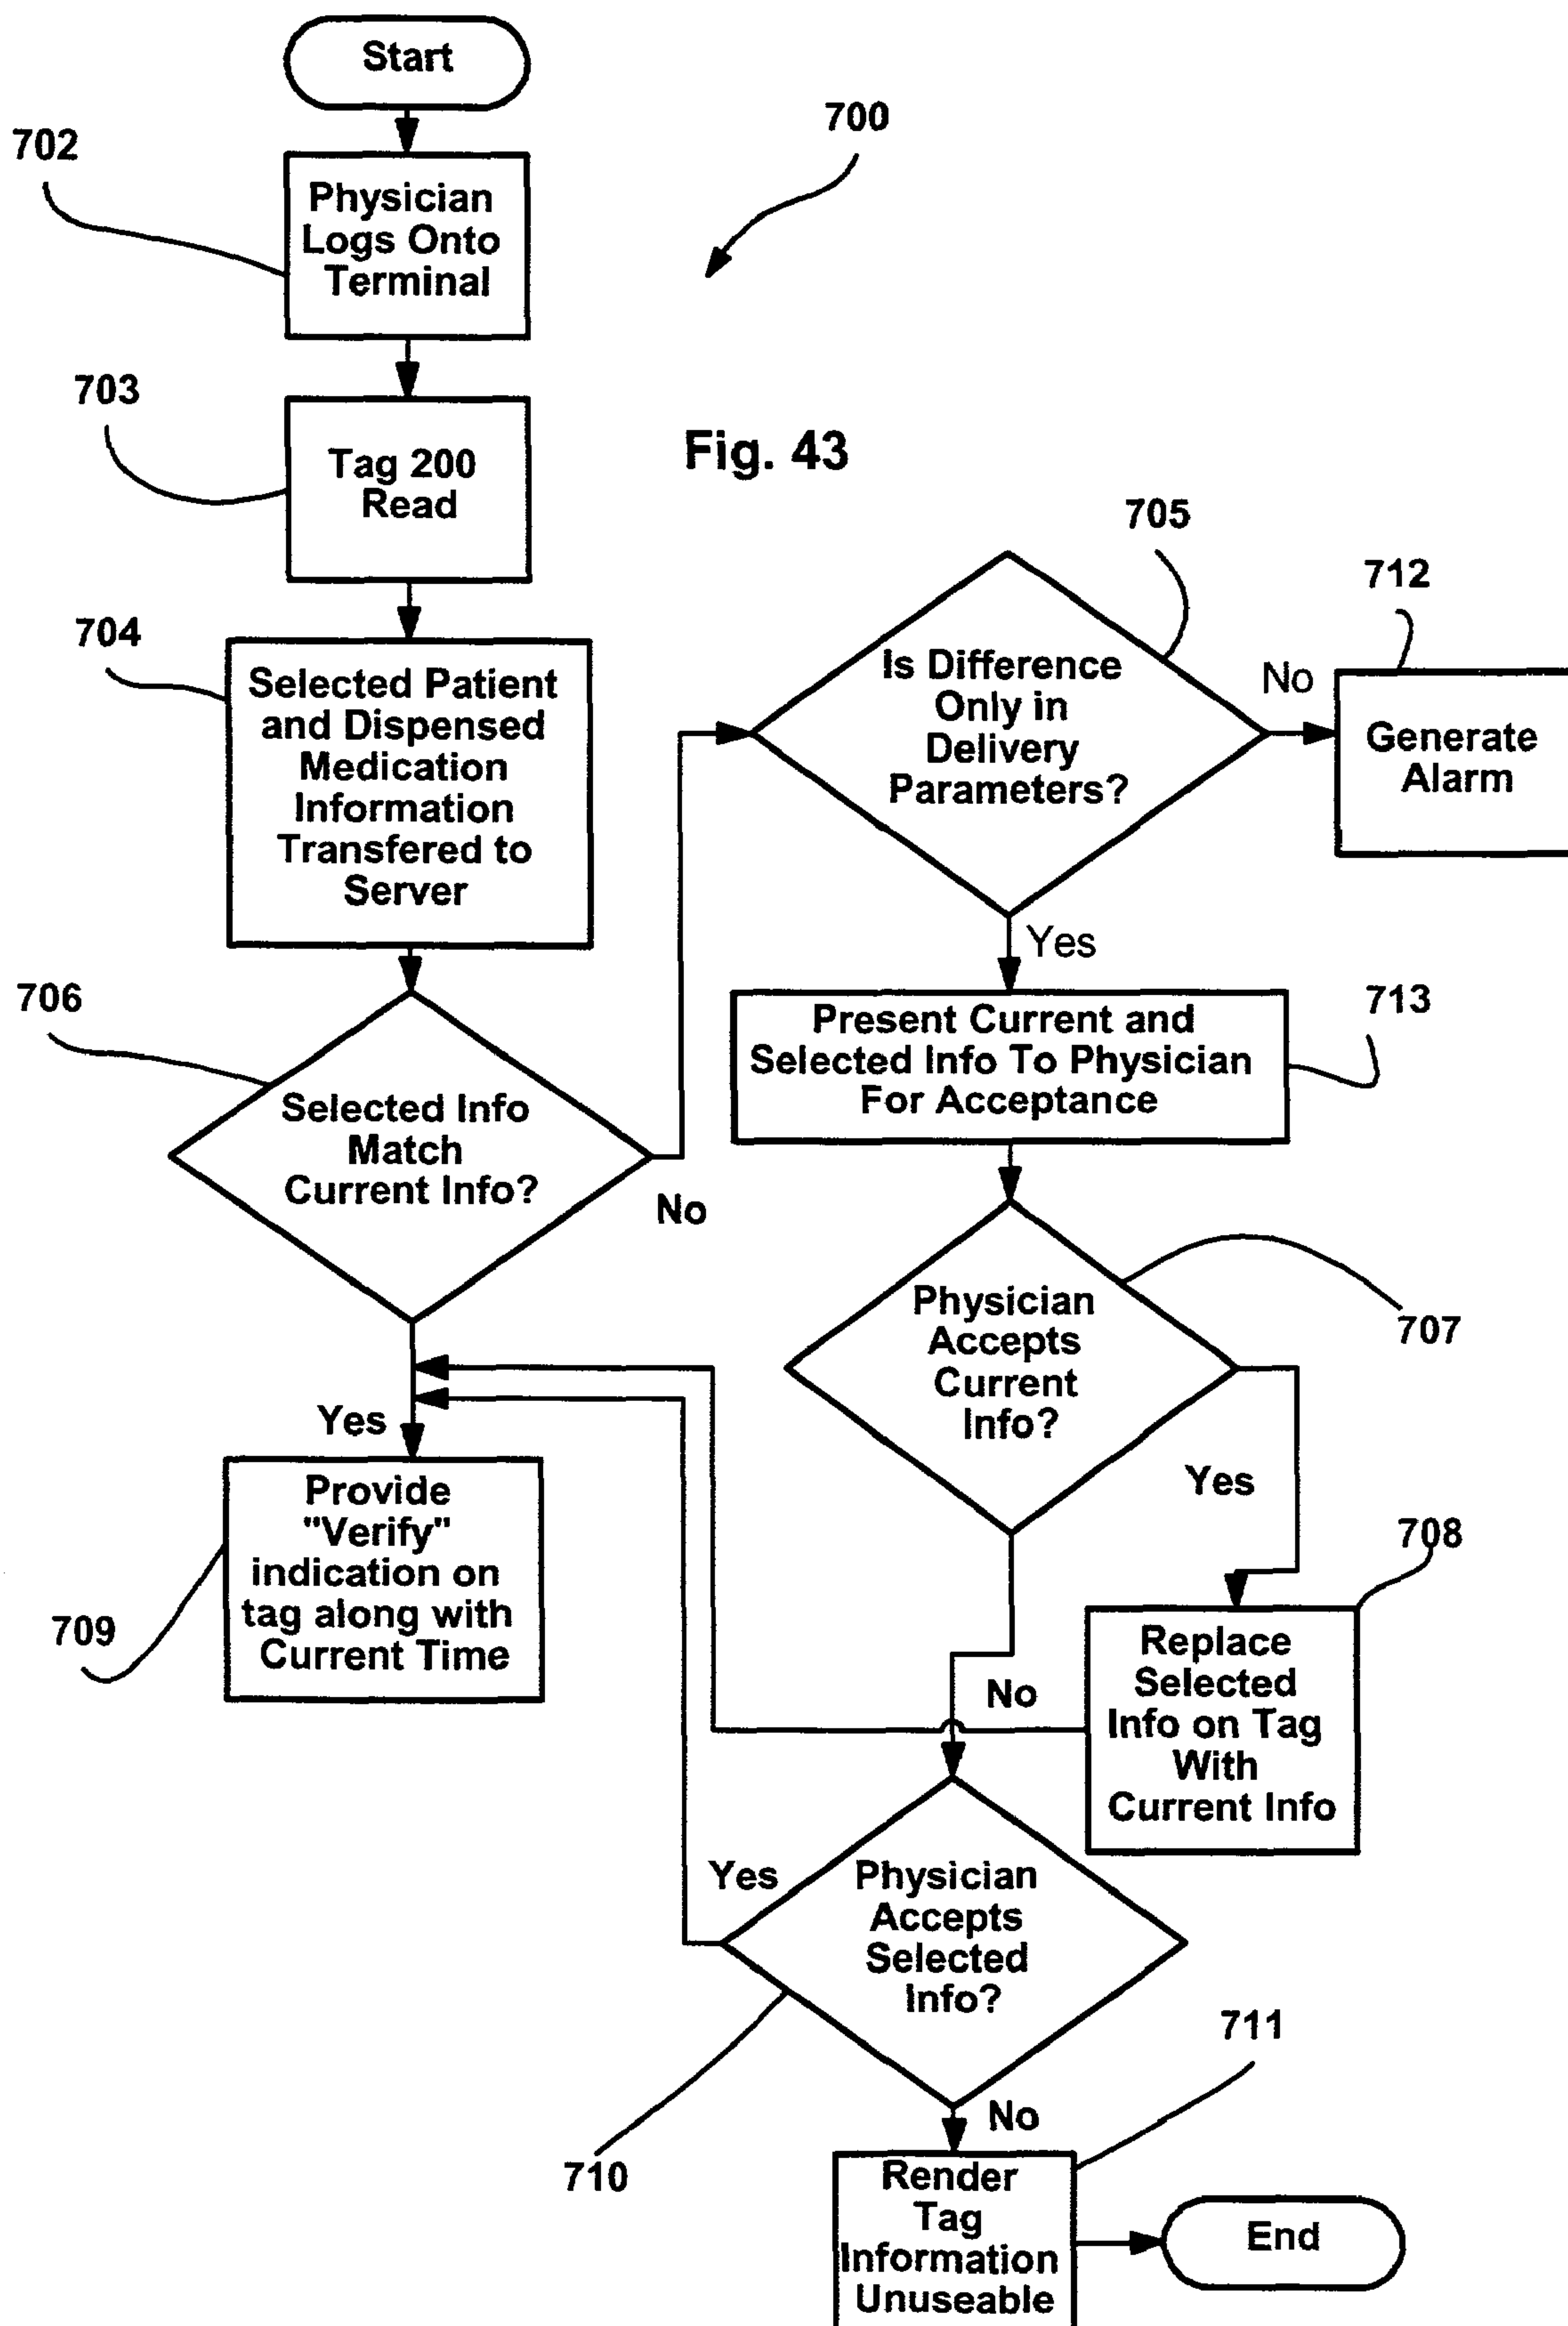 Start
700
702
Physician
Logs Onto
Terminal
703
Tag 200
Read
Fig. 43
704
Selected Patient
and Dispensed
Medication
Information
Transfered to
Server
705
Is Difference
Only in
Delivery
Parameters?
No
712
Generate
Alarm
Yes
706
Selected Info
Match
Current Info?
No
713
Present Current and
Selected Info To Physician
For Acceptance
707
Physician
Accepts
Current
Info?
Yes
Yes
709
Provide
"Verify"
indication on
tag along with
Current Time
708
Replace
Selected
Info on Tag
With
Current Info
No
Yes
Physician
Accepts
Selected
Info?
710
No
711
Render
Tag
Information
Unuseable
End